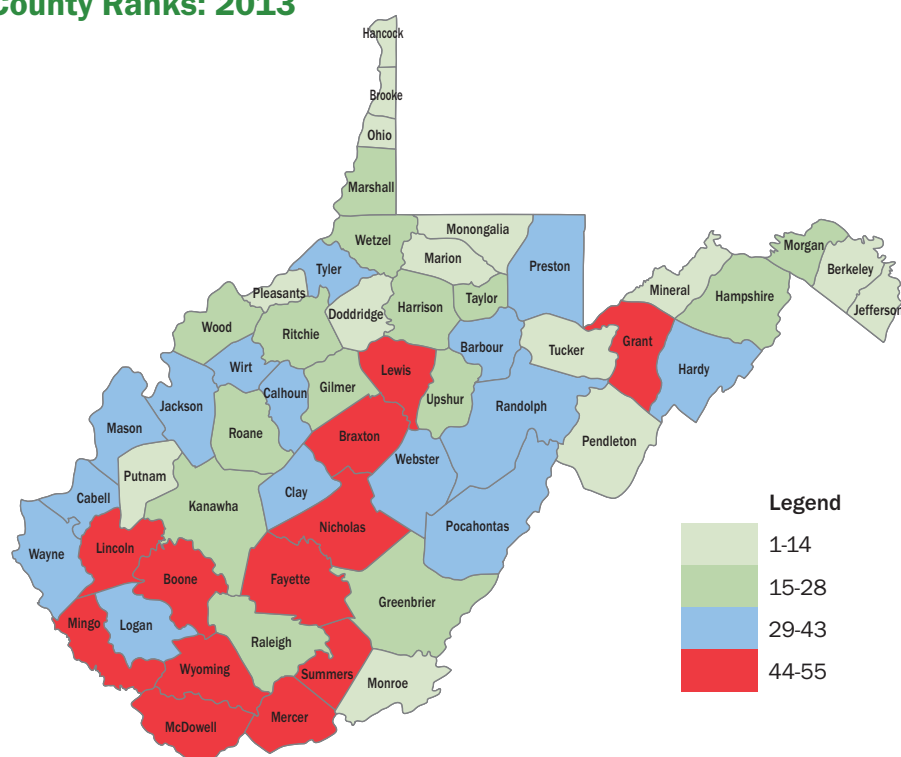 County Ranks: 2013
Hancock
Brooke
Ohio
Marshall
Wetzel
Monongalia
Marion
Preston
Tyler
Pleasants
Doddridge
Harrison
Taylor
Mineral
Morgan
Berkeley
Hampshire
Jefferson
Wood
Ritchie
Barbour
Tucker
Grant
Hardy
Wirt
Lewis
Calhoun
Gilmer
Upshur
Randolph
Jackson
Mason
Roane
Braxton
Pendleton
Webster
Putnam
Cabell
Kanawha
Clay
Nicholas
Pocahontas
Wayne
Lincoln
Boone
Fayette
Greenbrier
Mingo
Logan
Raleigh
Wyoming
Summers
Monroe
McDowell
Mercer
Legend
1-14
15-28
29-43
44-55